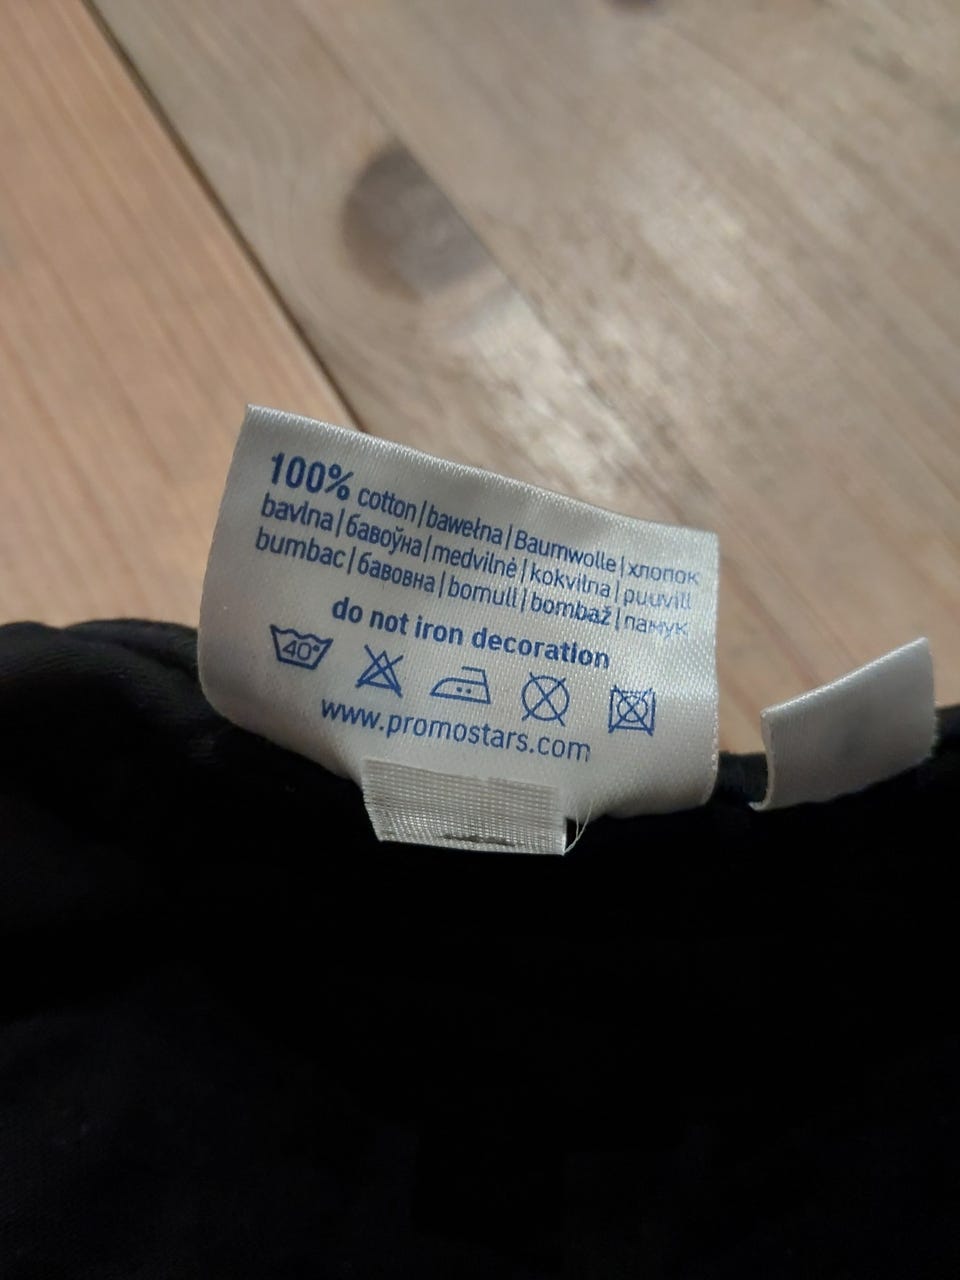 100% cotton|bawełna|Baumwolle|хлопок
bavlna|бавоўна|medvilnė|kokvilna|puuvill
bumbac|бавовна|bomull|bombaž|памук
do not iron decoration
40°
www.promostars.com